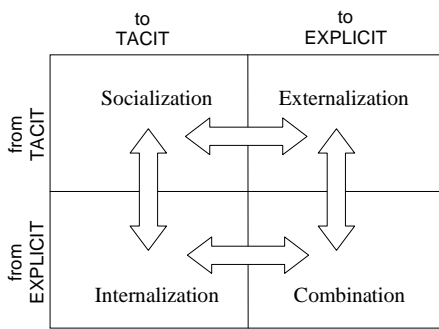 to
TACIT
to
EXPLICIT
from
TACIT
Socialization
Externalization
from
EXPLICIT
Internalization
Combination